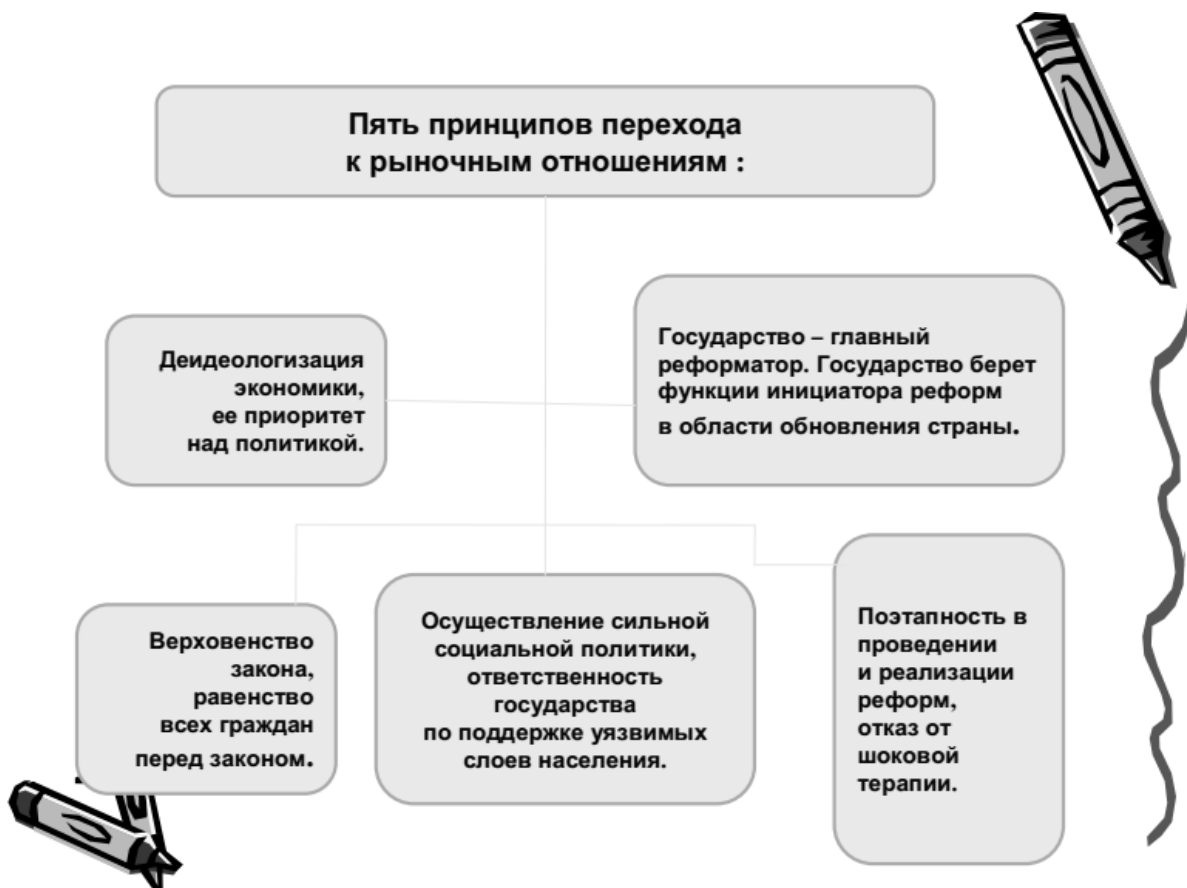 Пять принципов перехода
к рыночным отношениям :
Деидеологизация
экономики,
ее приоритет
над политикой.
Государство – главный
реформатор. Государство берет
функции инициатора реформ
в области обновления страны.
Верховенство
закона,
равенство
всех граждан
перед законом.
Осуществление сильной
социальной политики,
ответственность
государства
по поддержке уязвимых
слоев населения.
Поэтапность в
проведении
и реализации
реформ,
отказ от
шоковой
терапии.